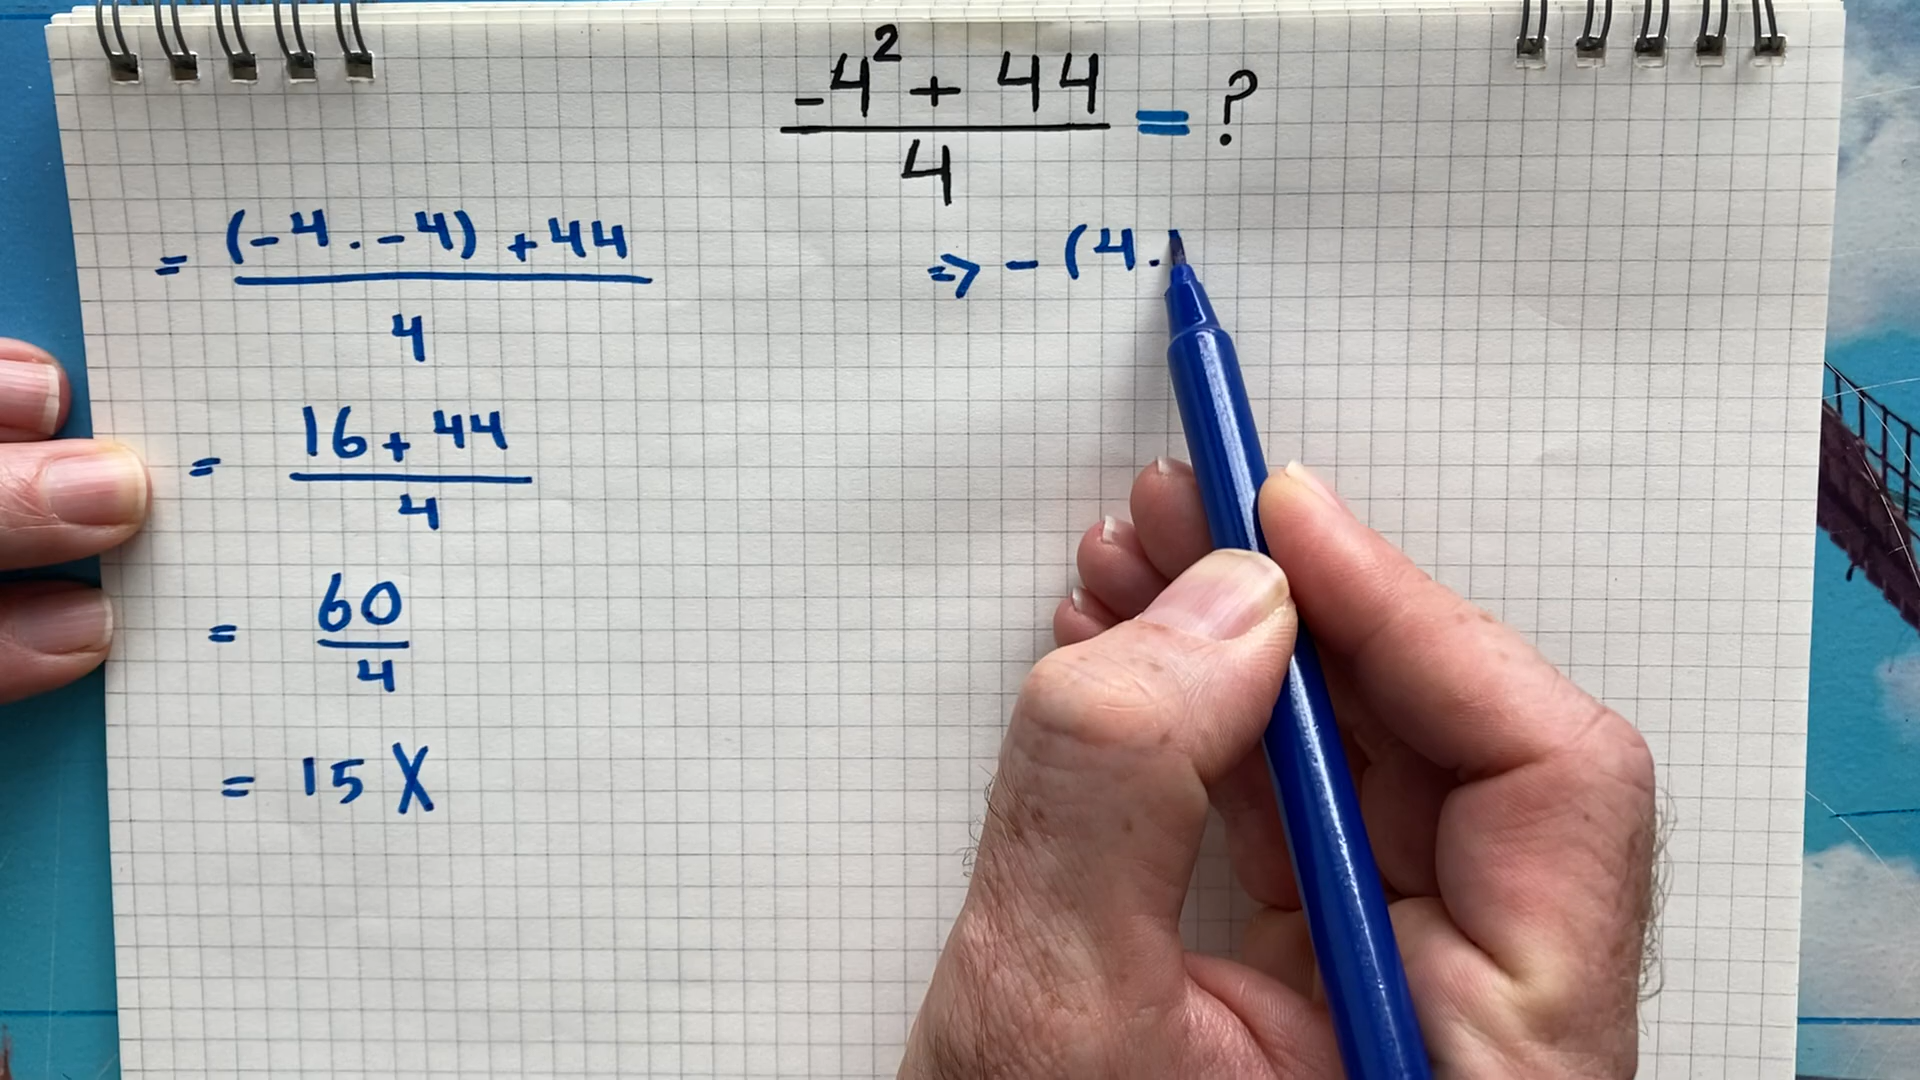 -4² + 44
4
= ?
= (-4 . -4) + 44
4
= 16 + 44
4
= 60
4
= 15 X
=> - (4 .